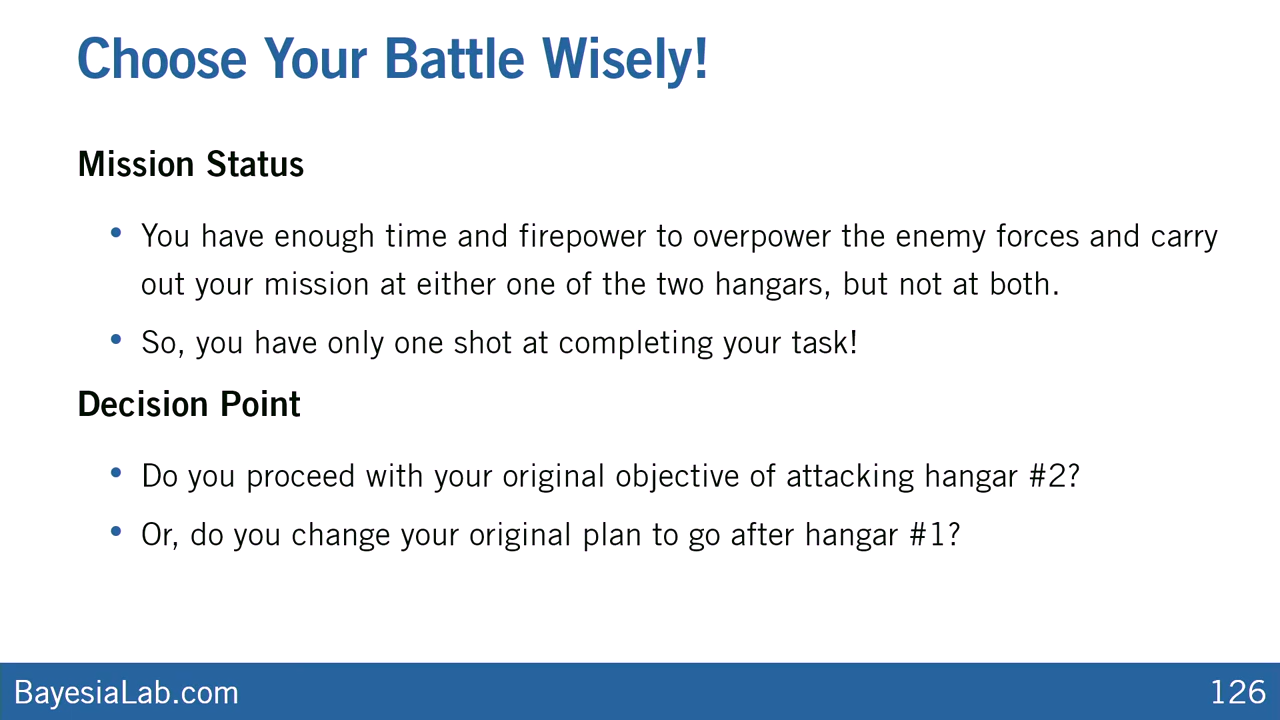 Choose Your Battle Wisely!
Mission Status
• You have enough time and firepower to overpower the enemy forces and carry
out your mission at either one of the two hangars, but not at both.
• So, you have only one shot at completing your task!
Decision Point
• Do you proceed with your original objective of attacking hangar #2?
• Or, do you change your original plan to go after hangar #1?
BayesiaLab.com
126